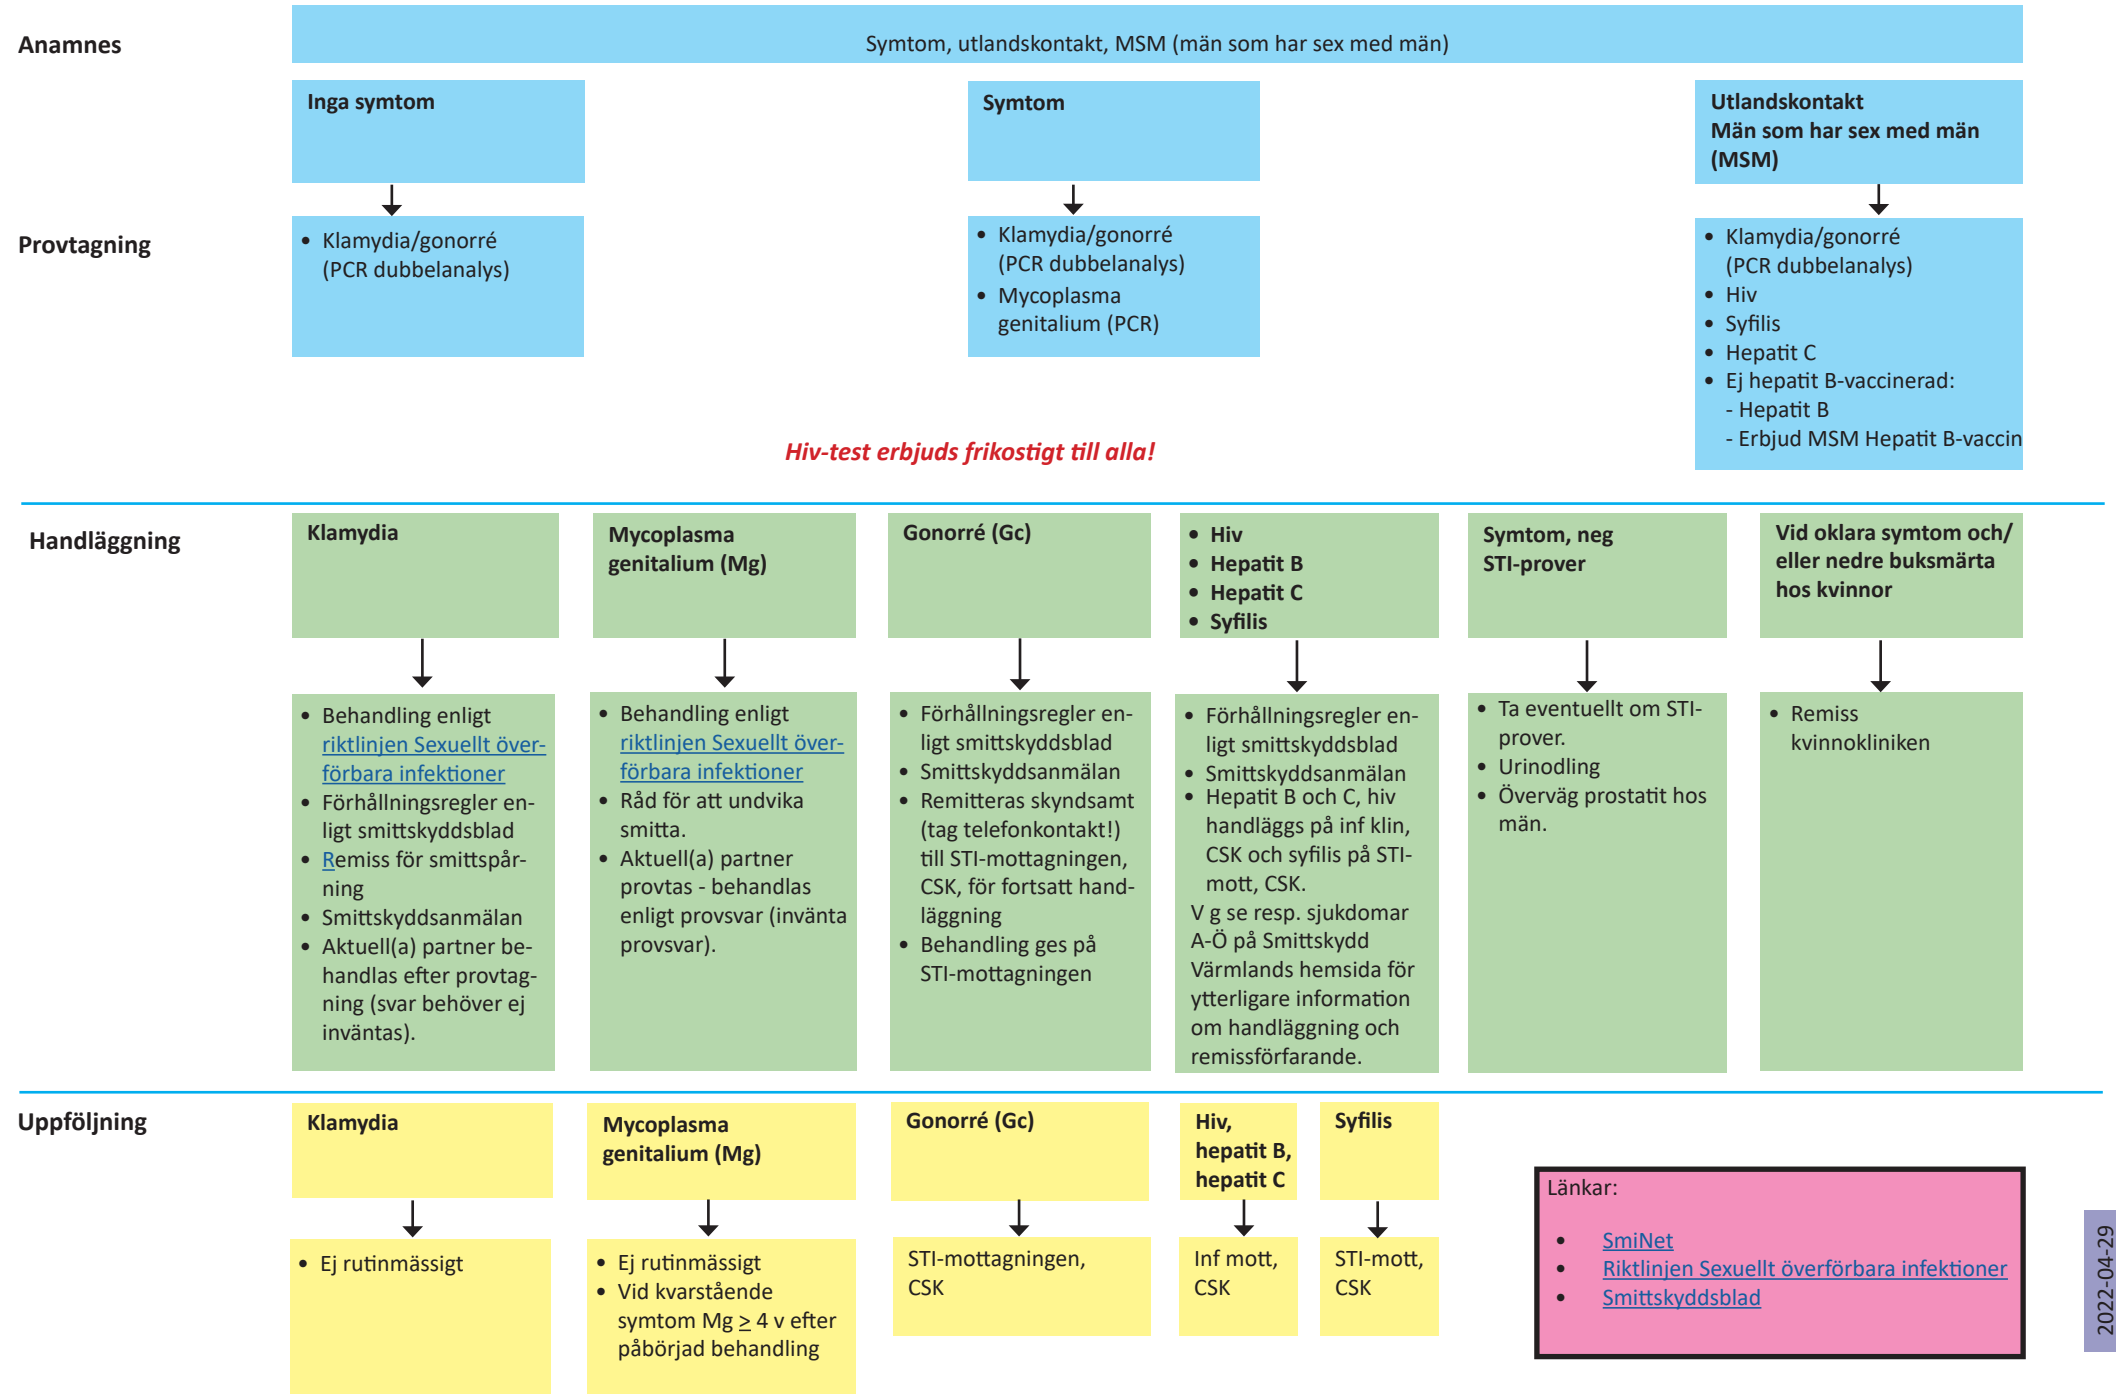 Anamnes
Symtom, utlandskontakt, MSM (män som har sex med män)
Inga symtom
Symtom
Utlandskontakt
Män som har sex med män
(MSM)
Provtagning
• Klamydia/gonorré
(PCR dubbelanalys)
• Klamydia/gonorré
(PCR dubbelanalys)
• Mycoplasma
genitalium (PCR)
• Klamydia/gonorré
(PCR dubbelanalys)
• Hiv
• Syfilis
• Hepatit C
• Ej hepatit B-vaccinerad:
- Hepatit B
- Erbjud MSM Hepatit B-vaccin
Hiv-test erbjuds frikostigt till alla!
Handläggning
Klamydia
Mycoplasma
genitalium (Mg)
Gonorré (Gc)
• Hiv
• Hepatit B
• Hepatit C
• Syfilis
Symtom, neg
STI-prover
Vid oklara symtom och/
eller nedre buksmärta
hos kvinnor
• Behandling enligt
riktlinjen Sexuellt över-
förbara infektioner
• Förhållningsregler en-
ligt smittskyddsblad
• Remiss för smittspår-
ning
• Smittskyddsanmälan
• Aktuell(a) partner be-
handlas efter provtag-
ning (svar behöver ej
inväntas).
• Behandling enligt
riktlinjen Sexuellt över-
förbara infektioner
• Råd för att undvika
smitta.
• Aktuell(a) partner
provtas - behandlas
enligt provsvar (invänta
provsvar).
• Förhållningsregler en-
ligt smittskyddsblad
• Smittskyddsanmälan
• Remitteras skyndsamt
(tag telefonkontakt!)
till STI-mottagningen,
CSK, för fortsatt hand-
läggning
• Behandling ges på
STI-mottagningen
• Förhållningsregler en-
ligt smittskyddsblad
• Smittskyddsanmälan
• Hepatit B och C, hiv
handläggs på inf klin,
CSK och syfilis på STI-
mott, CSK.
V g se resp. sjukdomar
A-Ö på Smittskydd
Värmlands hemsida för
ytterligare information
om handläggning och
remissförfarande.
• Ta eventuellt om STI-
prover.
• Urinodling
• Överväg prostatit hos
män.
• Remiss
kvinnokliniken
Uppföljning
Klamydia
Mycoplasma
genitalium (Mg)
Gonorré (Gc)
Hiv,
hepatit B,
hepatit C
Syfilis
• Ej rutinmässigt
• Ej rutinmässigt
• Vid kvarstående
symtom Mg ≥ 4 v efter
påbörjad behandling
STI-mottagningen,
CSK
Inf mott,
CSK
STI-mott,
CSK
Länkar:
• SmiNet
• Riktlinjen Sexuellt överförbara infektioner
• Smittskyddsblad
2022-04-29